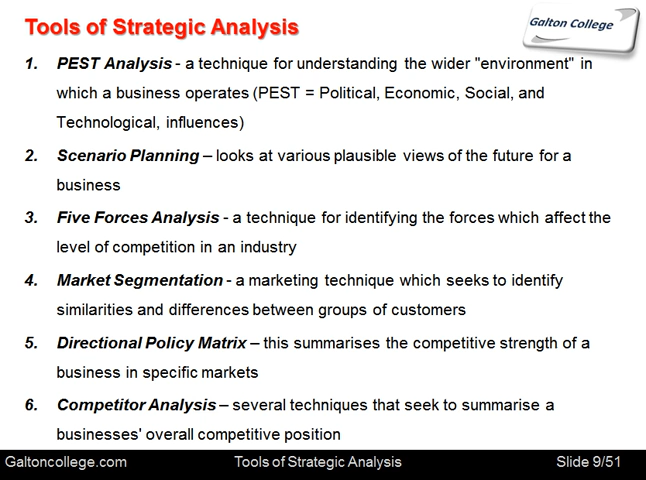 Tools of Strategic Analysis
Galton College
1. PEST Analysis - a technique for understanding the wider "environment" in
which a business operates (PEST = Political, Economic, Social, and
Technological, influences)
2. Scenario Planning – looks at various plausible views of the future for a
business
3. Five Forces Analysis - a technique for identifying the forces which affect the
level of competition in an industry
4. Market Segmentation - a marketing technique which seeks to identify
similarities and differences between groups of customers
5. Directional Policy Matrix – this summarises the competitive strength of a
business in specific markets
6. Competitor Analysis – several techniques that seek to summarise a
businesses' overall competitive position
Galtoncollege.com Tools of Strategic Analysis Slide 9/51